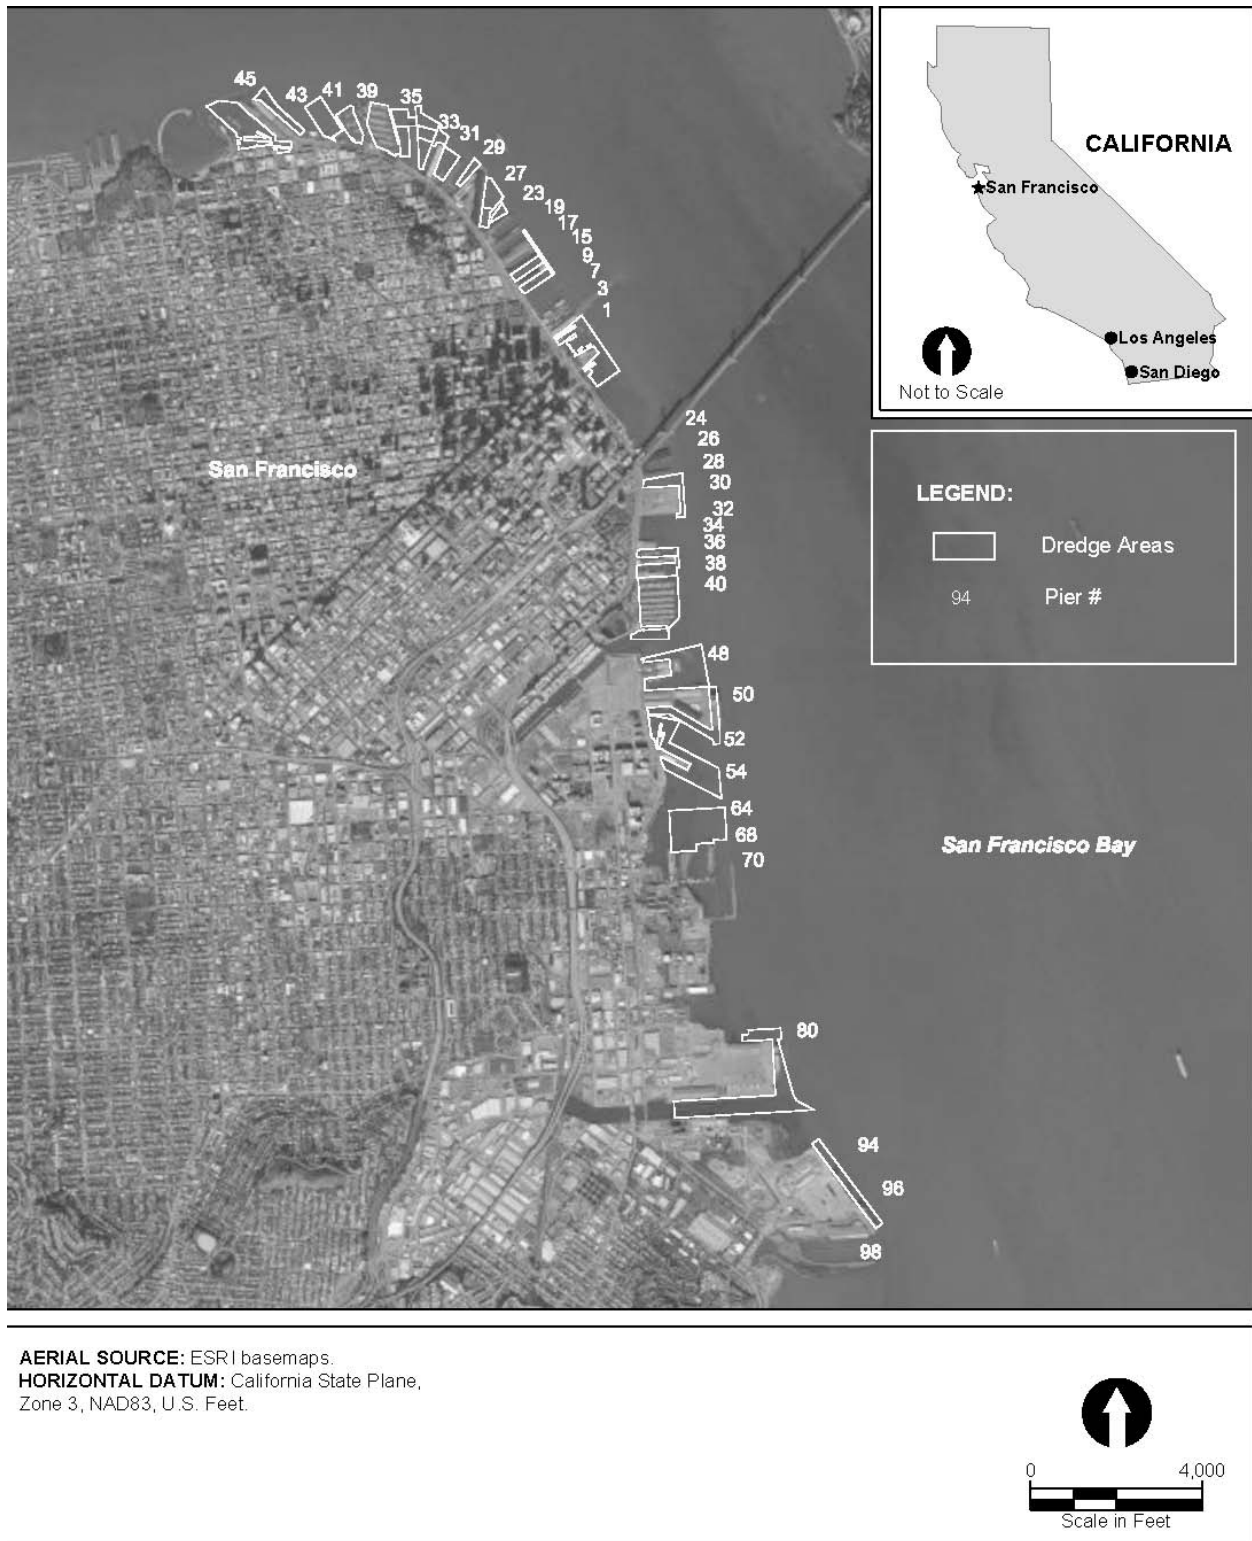 45
43
41
39
35
33
31
29
27
23
19
17
15
9
7
3
1
CALIFORNIA
San Francisco
Los Angeles
San Diego
Not to Scale
24
26
28
30
32
34
36
38
40
San Francisco
LEGEND:
Dredge Areas
94 Pier #
48
50
52
54
64
68
70
San Francisco Bay
80
94
96
98
AERIAL SOURCE: ESRI basemaps.
HORIZONTAL DATUM: California State Plane,
Zone 3, NAD83, U.S. Feet.
0 4,000
Scale in Feet